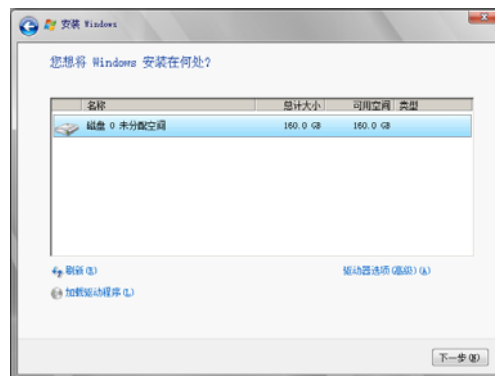 安装 Windows
您想将 Windows 安装在何处?
名称 总计大小 可用空间 类型
磁盘 0 未分配空间 160.0 GB 160.0 GB
刷新(R) 驱动器选项(高级)(A)
加载驱动程序(L)
下一步(N)